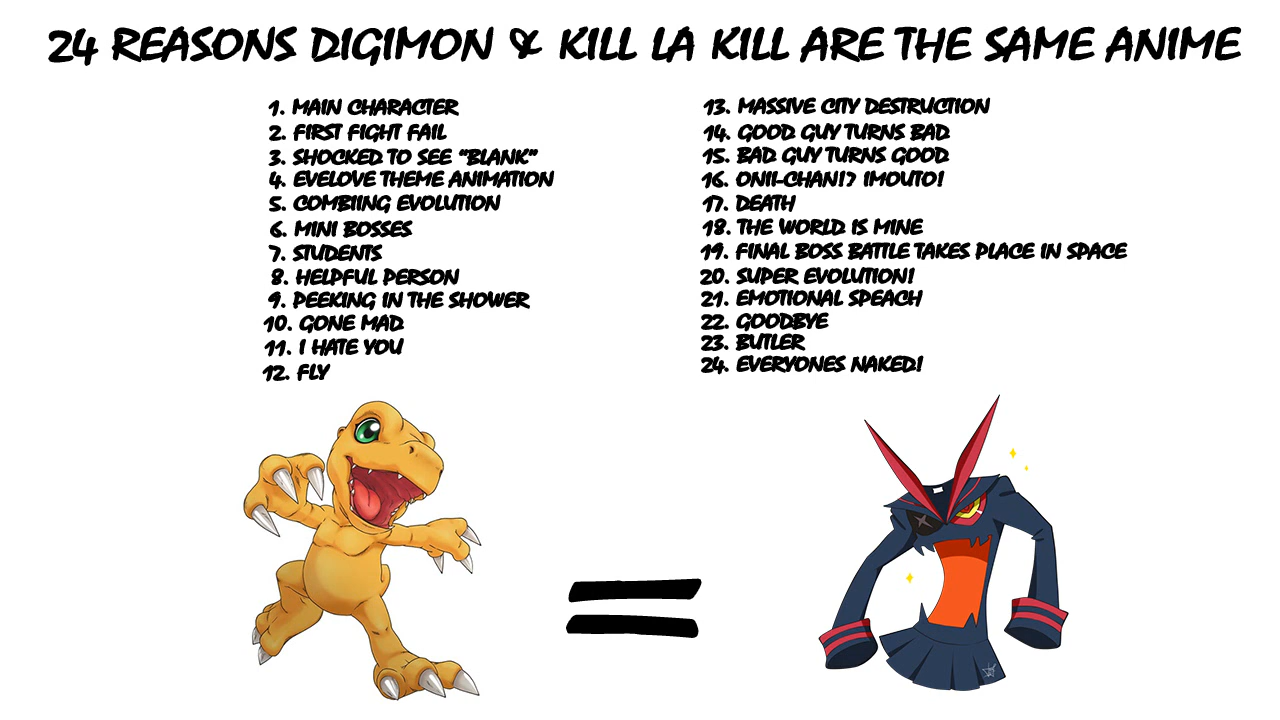 24 REASONS DIGIMON & KILL LA KILL ARE THE SAME ANIME
1. MAIN CHARACTER
2. FIRST FIGHT FAIL
3. SHOCKED TO SEE "BLANK"
4. EVELOVE THEME ANIMATION
5. COMBIING EVOLUTION
6. MINI BOSSES
7. STUDENTS
8. HELPFUL PERSON
9. PEEKING IN THE SHOWER
10. GONE MAD
11. I HATE YOU
12. FLY
13. MASSIVE CITY DESTRUCTION
14. GOOD GUY TURNS BAD
15. BAD GUY TURNS GOOD
16. ONII-CHAN!? IMOUTO!
17. DEATH
18. THE WORLD IS MINE
19. FINAL BOSS BATTLE TAKES PLACE IN SPACE
20. SUPER EVOLUTION!
21. EMOTIONAL SPEACH
22. GOODBYE
23. BUTLER
24. EVERYONES NAKED!
=